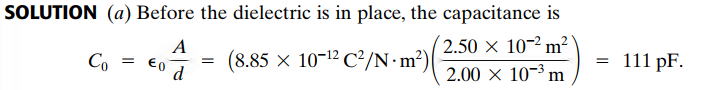 SOLUTION (a) Before the dielectric is in place, the capacitance is
C₀ = ϵ₀ A/d = (8.85 × 10⁻¹² C²/N·m²)(2.50 × 10⁻² m²/2.00 × 10⁻³ m) = 111 pF.